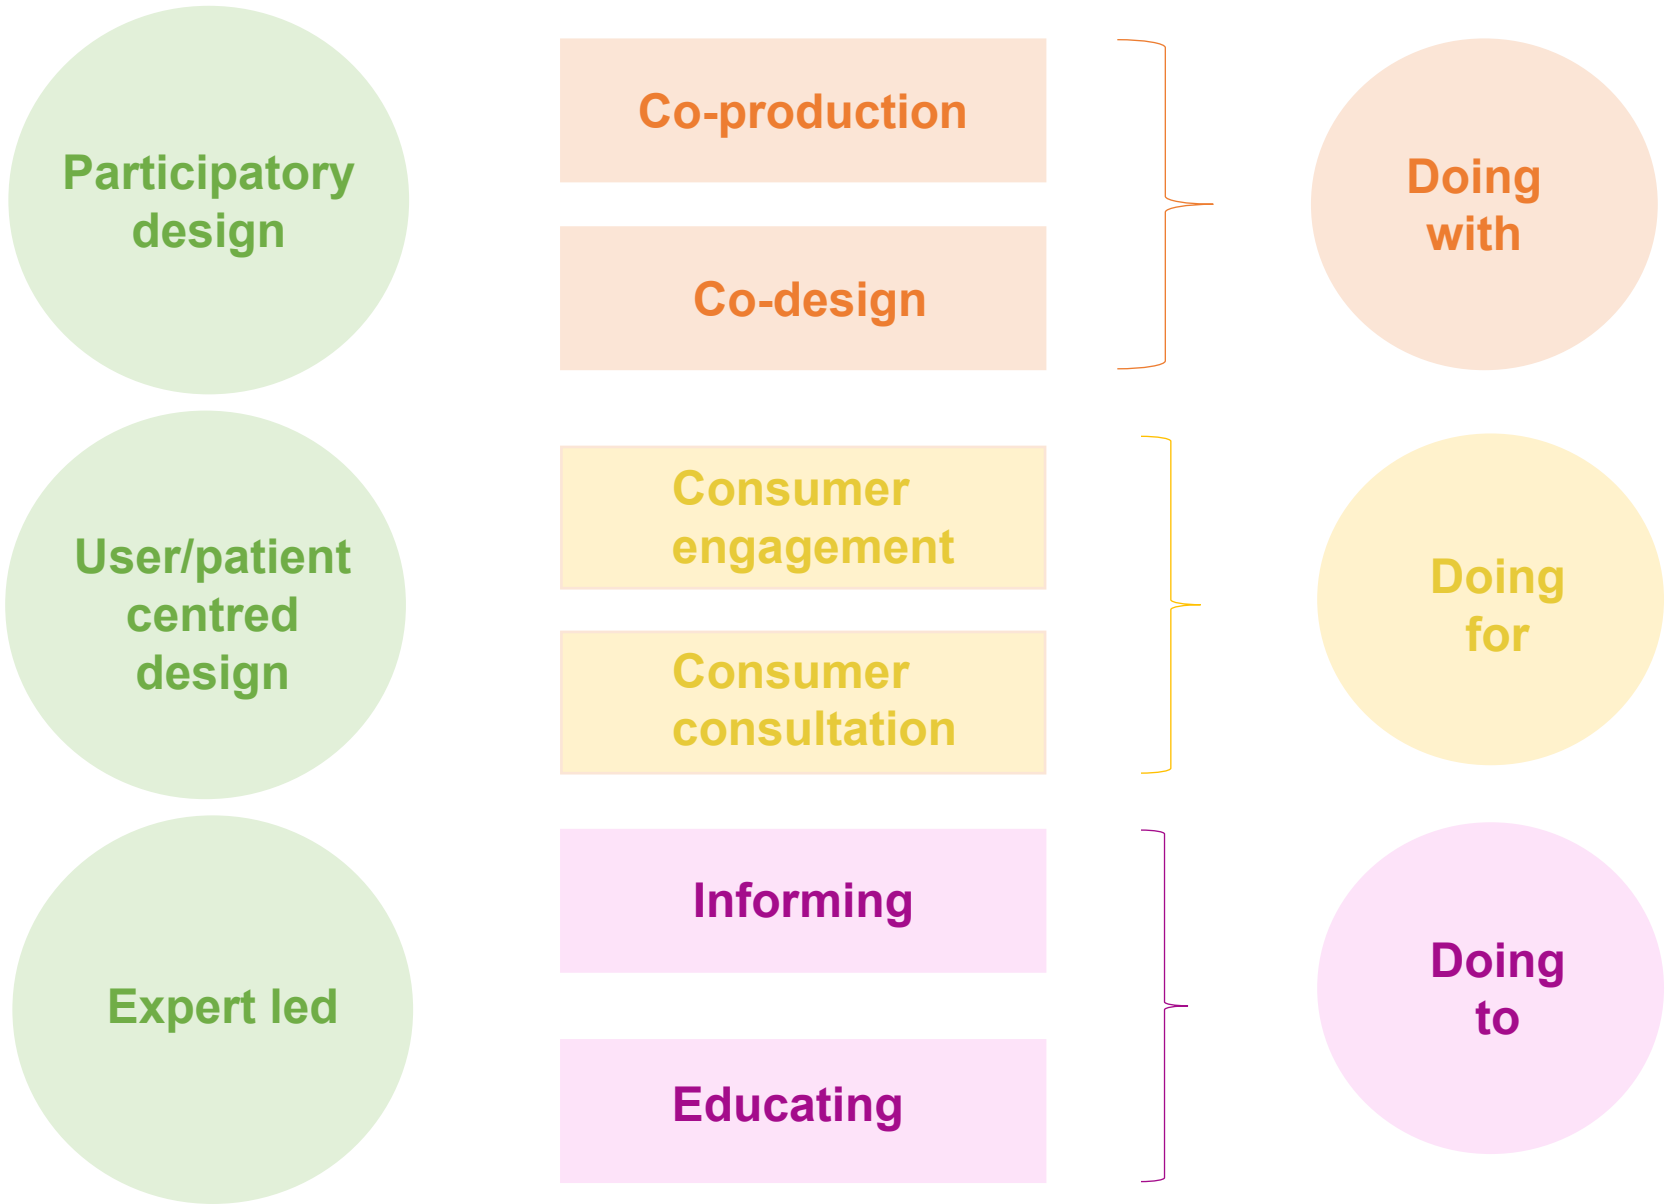 Participatory
design
Co-production
Co-design
Doing
with
User/patient
centred
design
Consumer
engagement
Consumer
consultation
Doing
for
Expert led
Informing
Educating
Doing
to